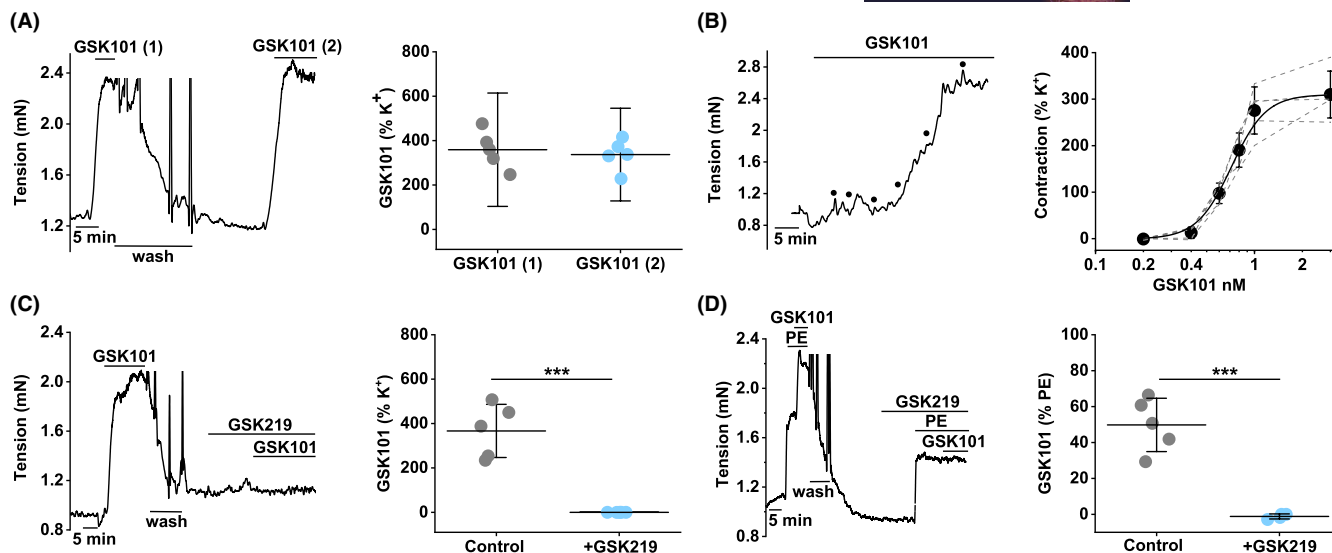 (A)
GSK101 (1)
GSK101 (2)
2.4
2.0
1.6
1.2
Tension (mN)
5 min
wash
800
600
400
200
0
GSK101 (% K+)
GSK101 (1)
GSK101 (2)
(B)
GSK101
2.8
2.4
2.0
1.6
1.2
0.8
Tension (mN)
5 min
400
300
200
100
0
Contraction (% K+)
0.1
0.2
0.4
1
2
GSK101 nM
(C)
2.4
2.0
1.6
1.2
0.8
Tension (mN)
GSK101
GSK219
GSK101
5 min
wash
800
600
400
200
0
GSK101 (% K+)
***
Control
+GSK219
(D)
GSK101
PE
2.4
2.0
1.6
1.2
0.8
Tension (mN)
GSK219
PE
GSK101
wash
5 min
100
80
60
40
20
0
GSK101 (% PE)
***
Control
+GSK219